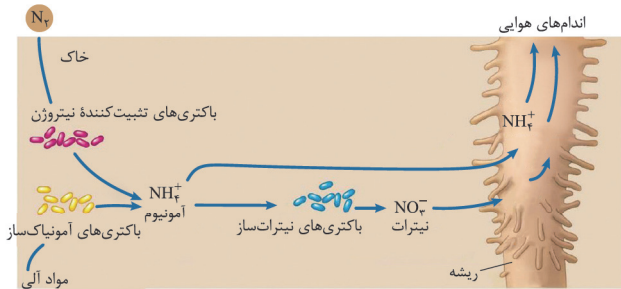 N۲
اندام‌های هوایی
خاک
باکتری‌های تثبیت‌کنندهٔ نیتروژن
NH۴+
NH۴+
آمونیوم
NO۳−
نیترات
باکتری‌های نیترات‌ساز
باکتری‌های آمونیاک‌ساز
ریشه
مواد آلی